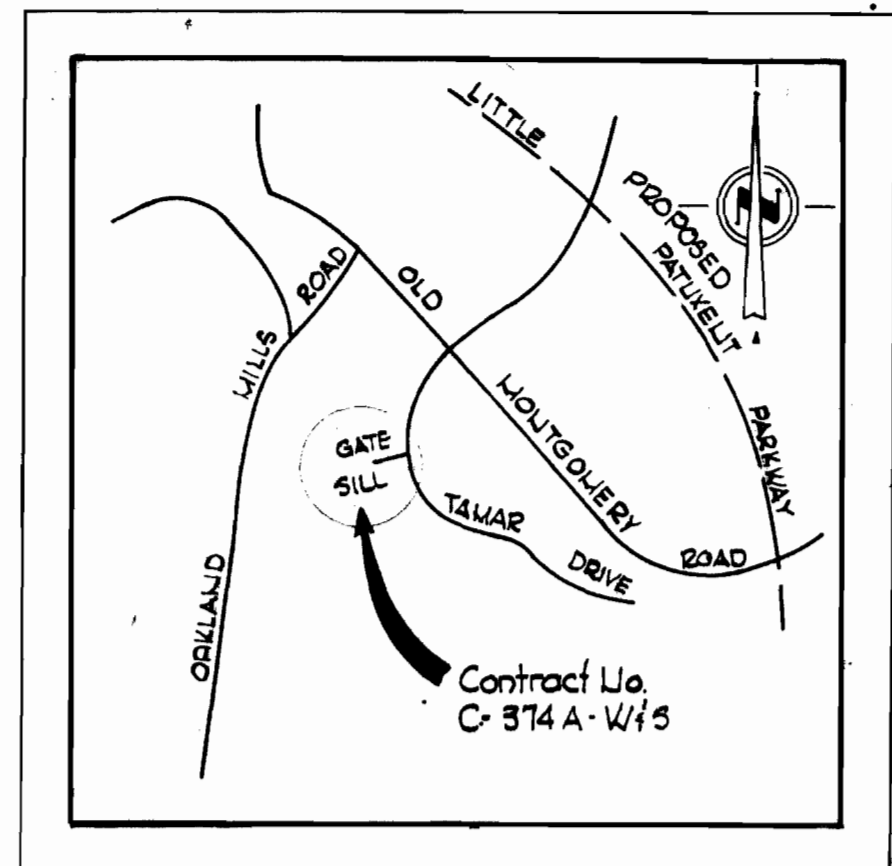 LITTLE
PROPOSED
PATUXENT
PARKWAY
N
MILLS
ROAD
OLD
MONTGOMERY
ROAD
GATE
SILL
TAMAR
DRIVE
OAKLAND
Contract No.
C-374A-W&S